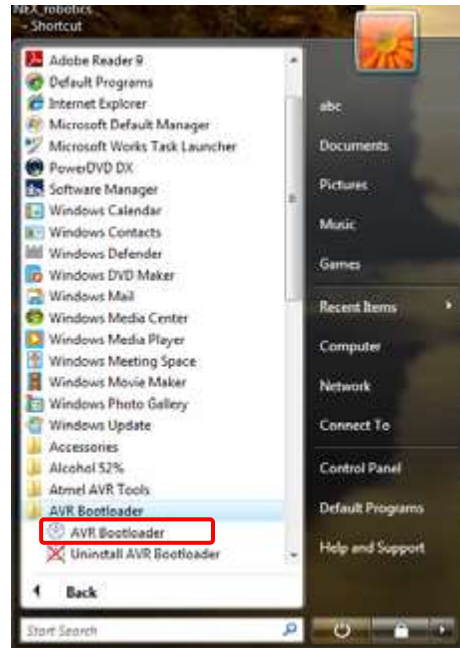 NEX_robotics
- Shortcut
Adobe Reader 9
Default Programs
Internet Explorer
Microsoft Default Manager
Microsoft Works Task Launcher
PowerDVD DX
Software Manager
Windows Calendar
Windows Contacts
Windows Defender
Windows DVD Maker
Windows Mail
Windows Media Center
Windows Media Player
Windows Meeting Space
Windows Movie Maker
Windows Photo Gallery
Windows Update
Accessories
Alcohol 52%
Atmel AVR Tools
AVR Bootloader
AVR Bootloader
Uninstall AVR Bootloader
Back
Start Search
abc
Documents
Pictures
Music
Games
Recent Items
Computer
Network
Connect To
Control Panel
Default Programs
Help and Support